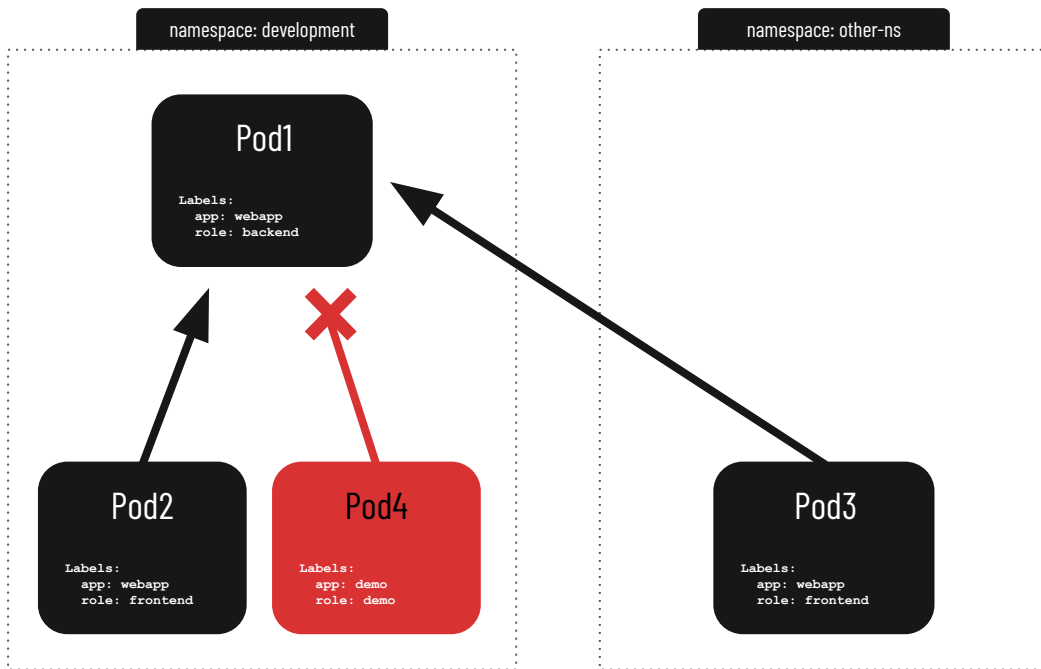 namespace: development
namespace: other-ns
Pod1
Labels:
app: webapp
role: backend
Pod2
Labels:
app: webapp
role: frontend
Pod4
Labels:
app: demo
role: demo
Pod3
Labels:
app: webapp
role: frontend